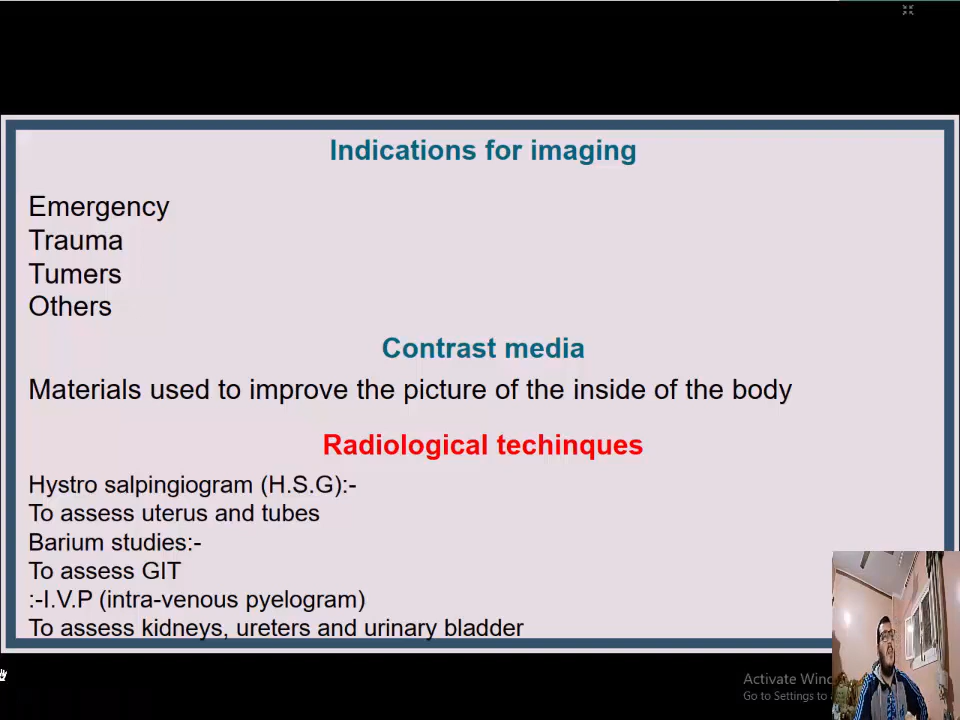 Indications for imaging
Emergency
Trauma
Tumers
Others
Contrast media
Materials used to improve the picture of the inside of the body
Radiological techinques
Hystro salpingiogram (H.S.G):-
To assess uterus and tubes
Barium studies:-
To assess GIT
:-I.V.P (intra-venous pyelogram)
To assess kidneys, ureters and urinary bladder
Activate
Go to Settings to